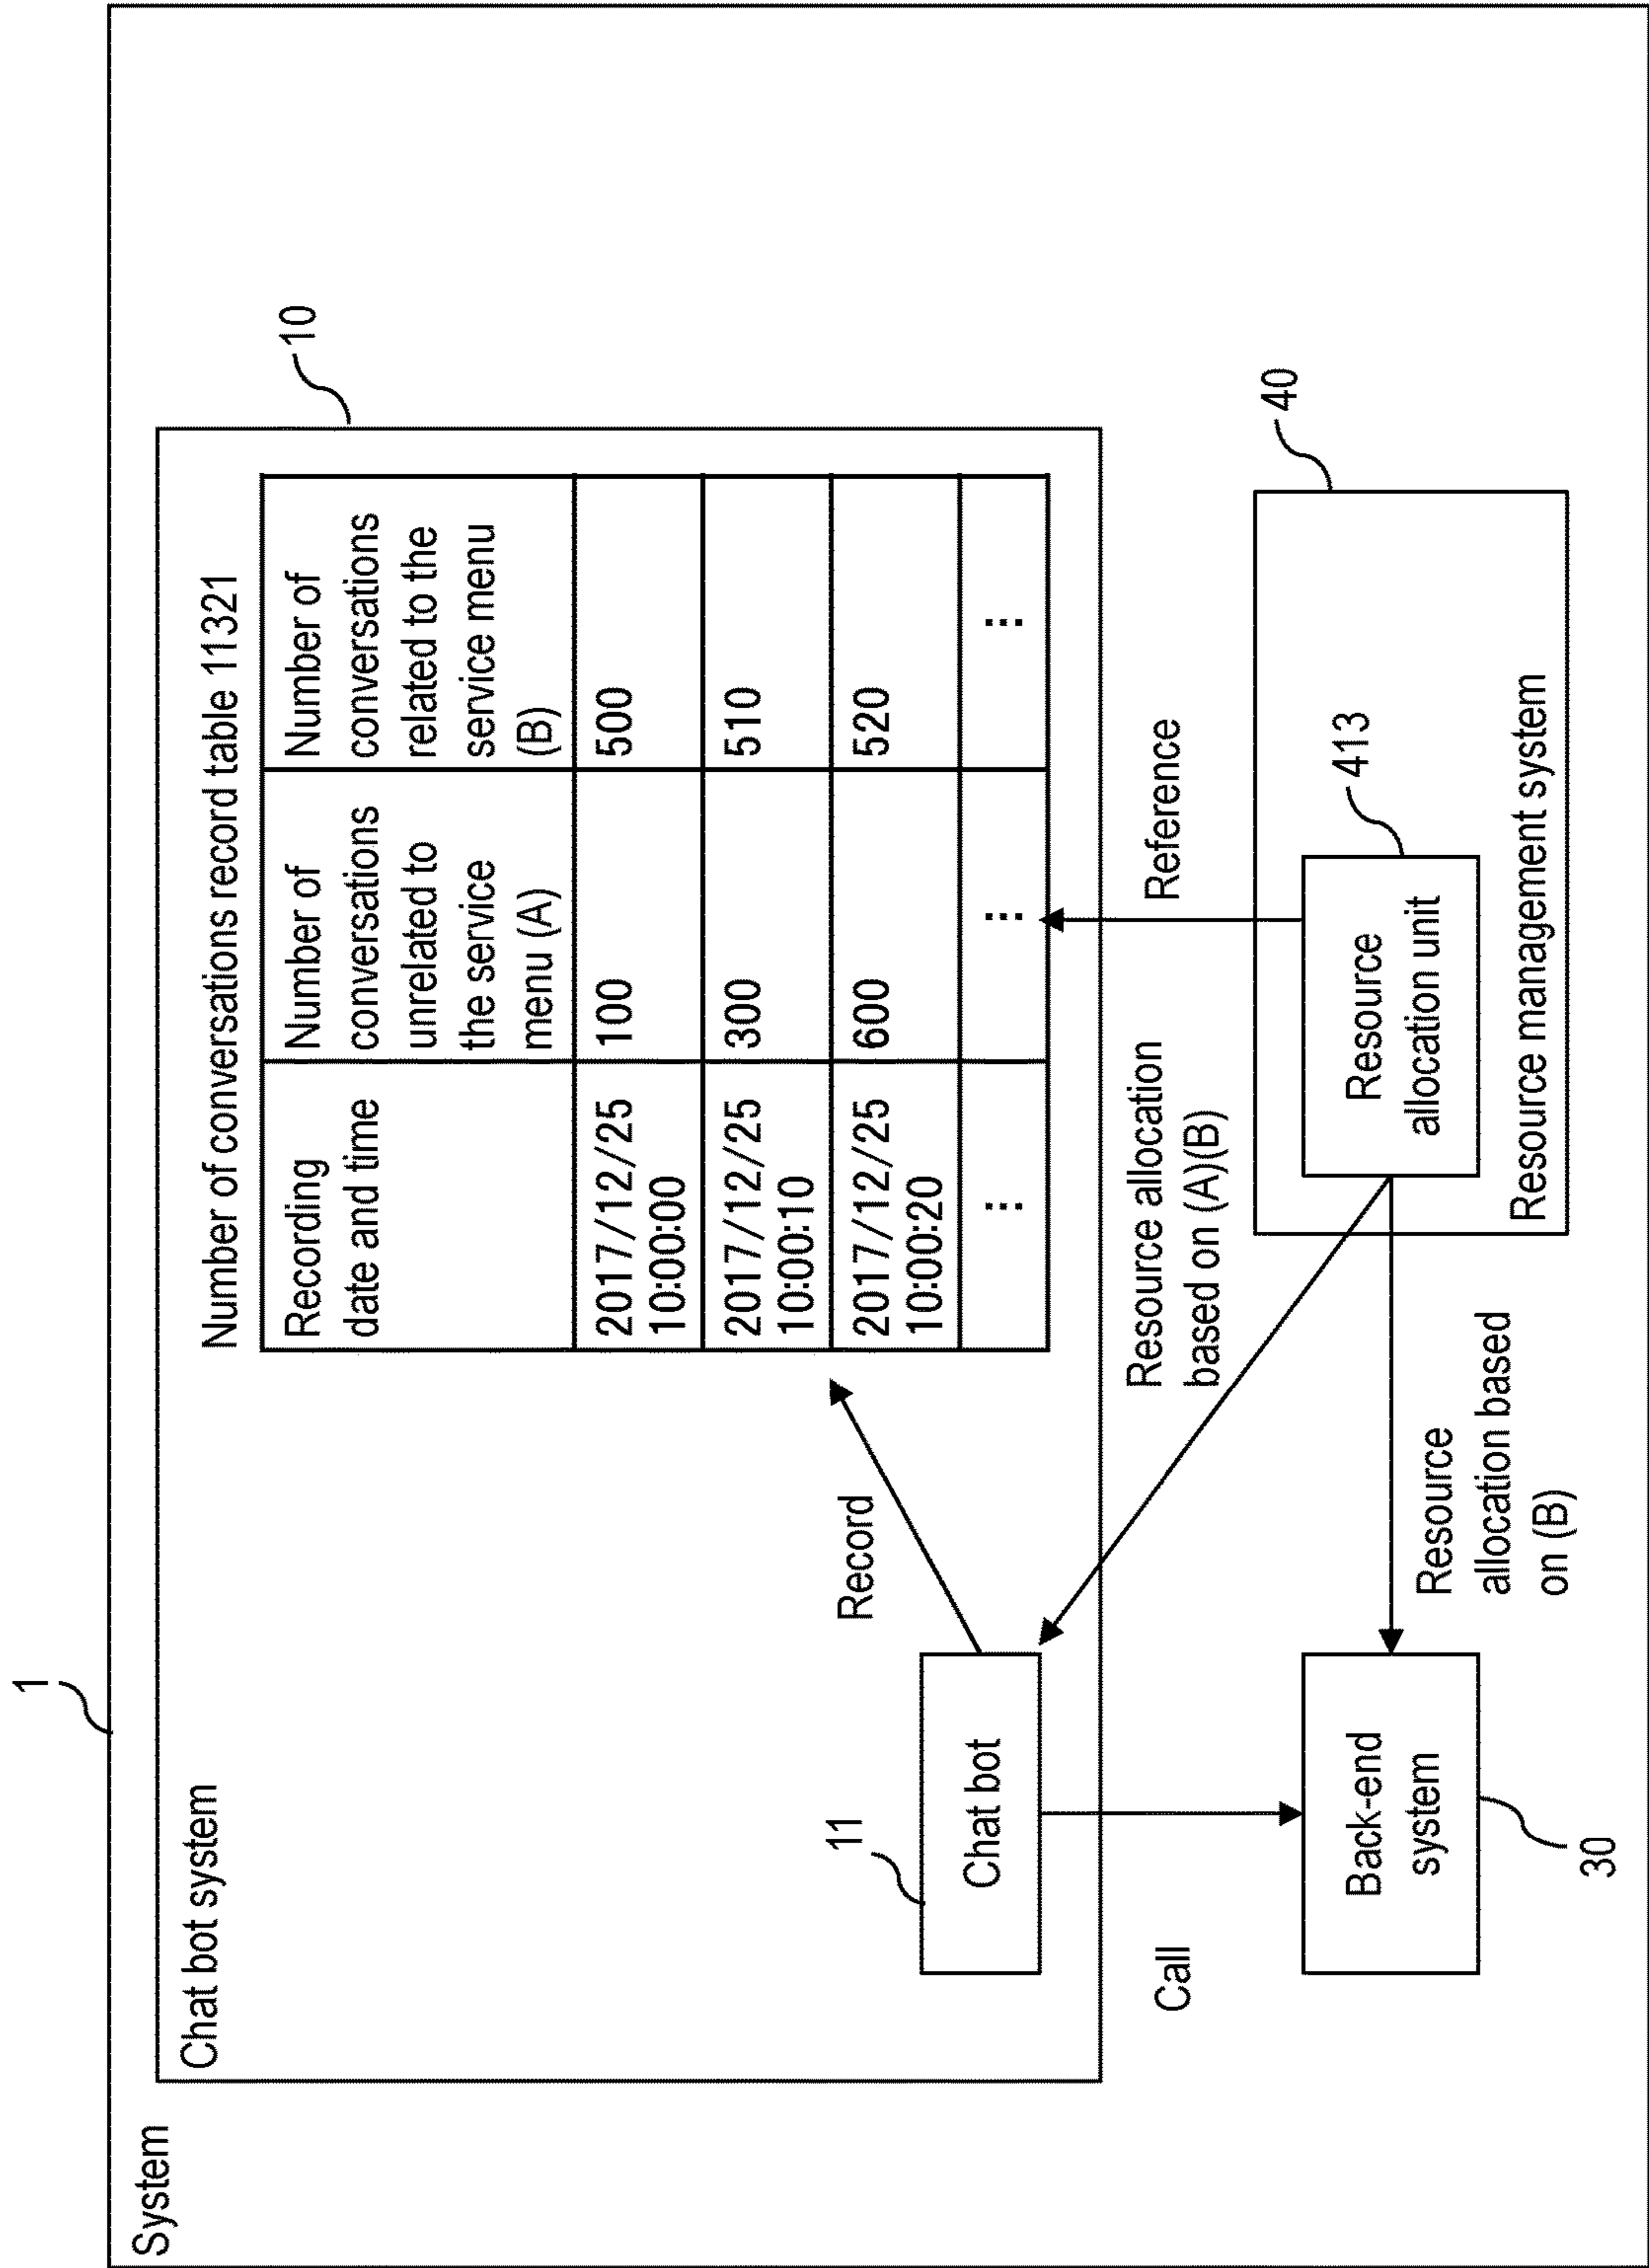 1
System
Chat bot system
10
Number of conversations record table 11321
Recording
date and time
Number of
conversations
unrelated to
the service
menu (A)
Number of
conversations
related to the
service menu
(B)
2017/12/25
10:00:00
100
500
2017/12/25
10:00:10
300
510
2017/12/25
10:00:20
600
520
⋮
⋮
⋮
Record
11
Chat bot
Call
Resource allocation
based on (A)(B)
Reference
40
413
Resource
allocation unit
Resource management system
Back-end
system
30
Resource
allocation based
on (B)